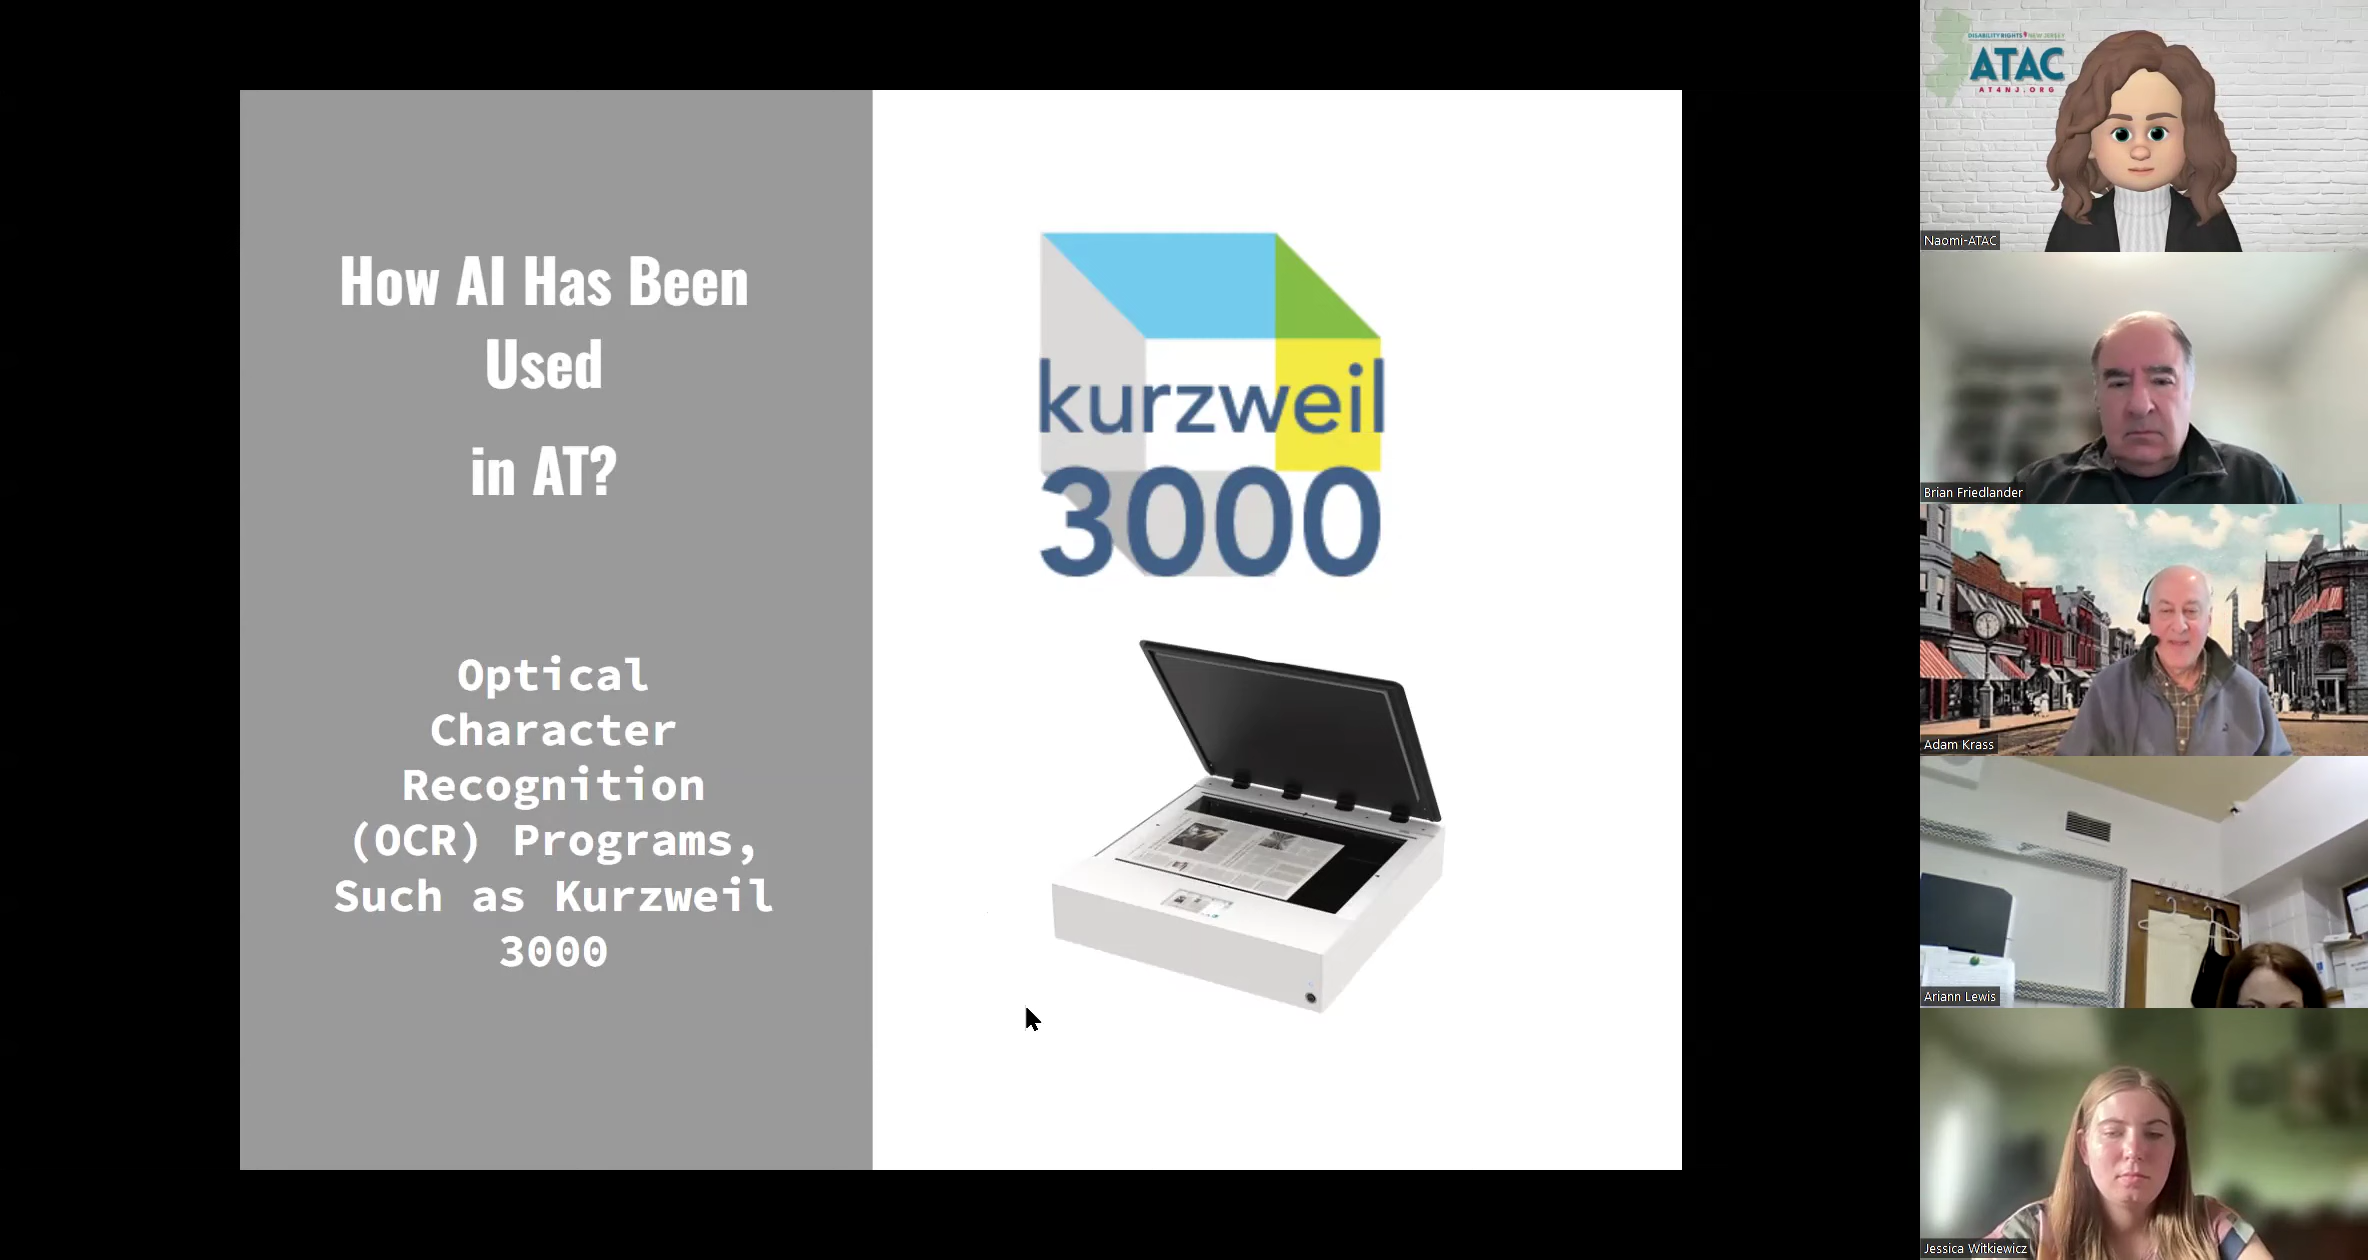 How AI Has Been
Used
in AT?
Optical
Character
Recognition
(OCR) Programs,
Such as Kurzweil
3000
kurzweil
3000
DISABILITY RIGHTS NEW JERSEY
ATAC
AT4NJ.ORG
Naomi-ATAC
Brian Friedlander
Adam Krass
Ariann Lewis
Jessica Witkiewicz